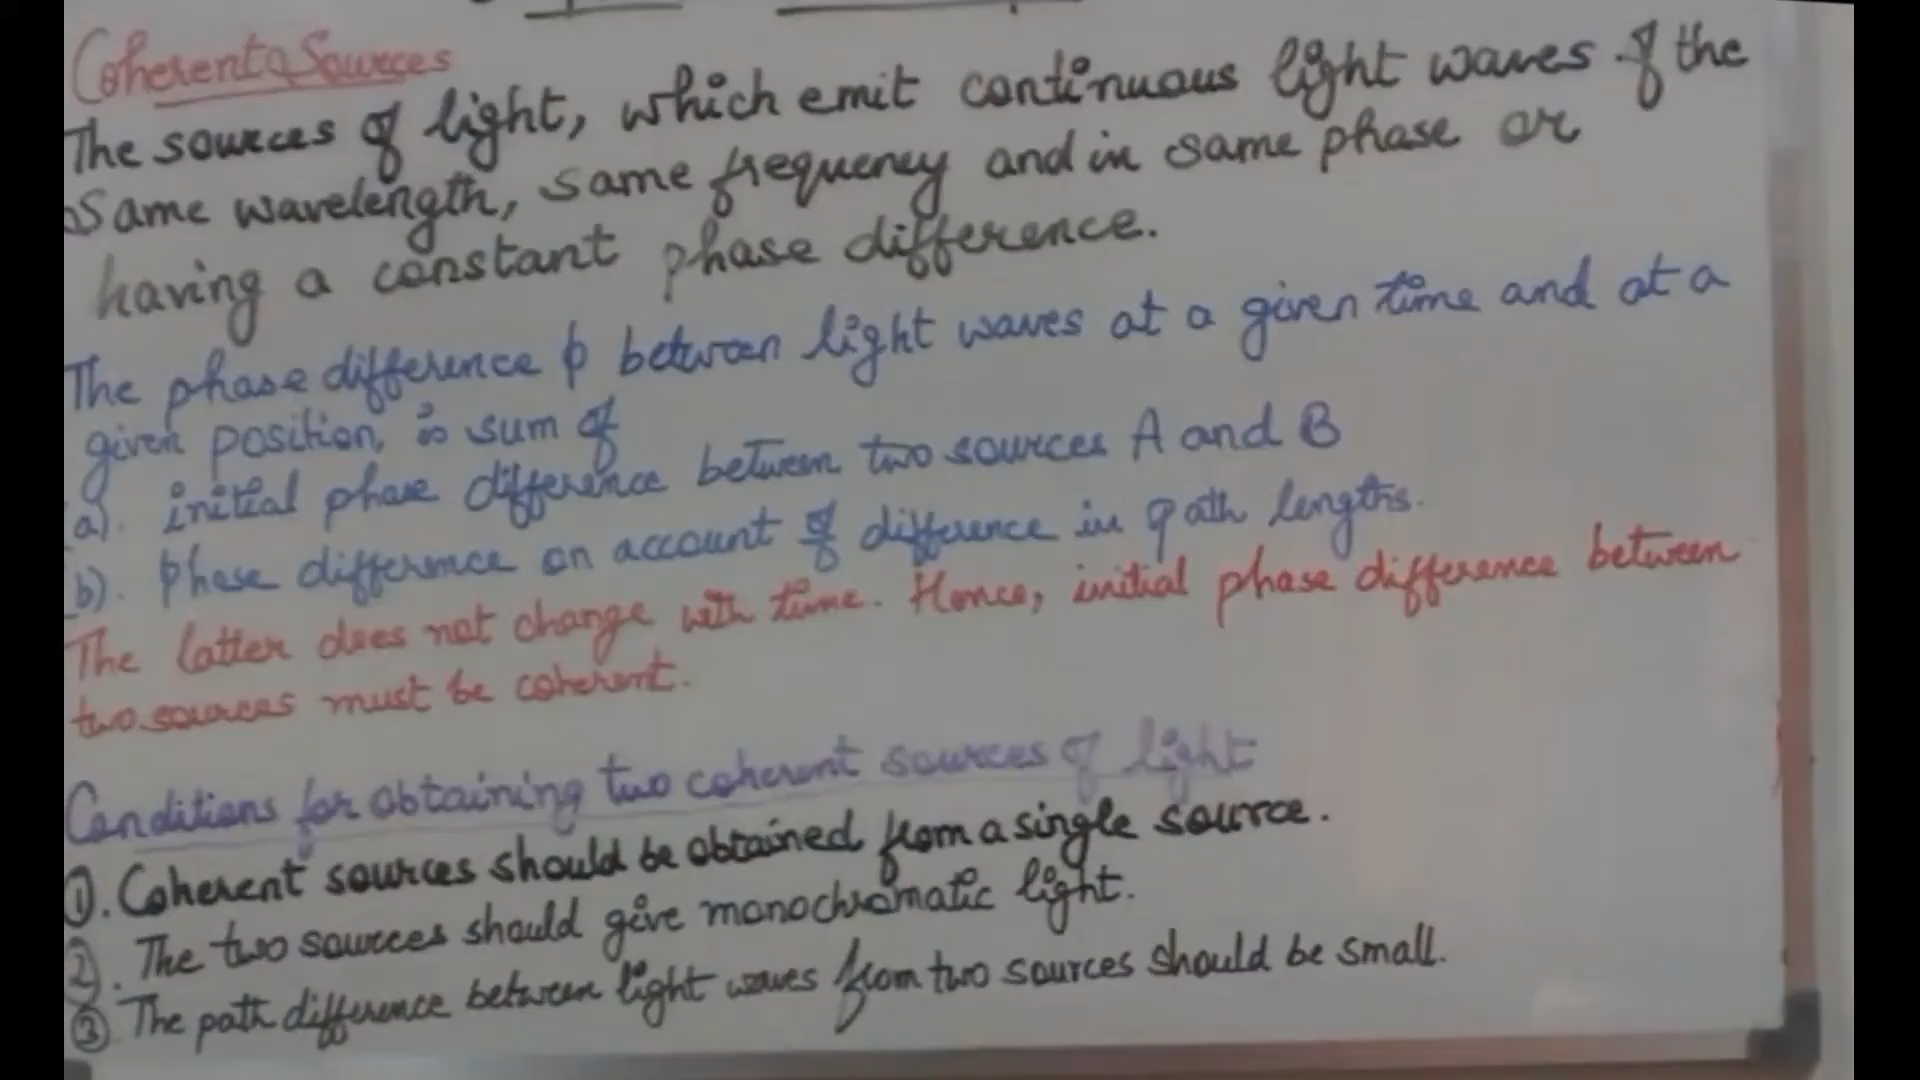 Coherent Sources
The sources of light, which emit continuous light waves of the
same wavelength, same frequency and in same phase or
having a constant phase difference.
The phase difference ϕ between light waves at a given time and at a
given position, is sum of
(a). initial phase difference between two sources A and B
(b). phase difference on account of difference in path lengths.
The latter does not change with time. Hence, initial phase difference between
two sources must be coherent.
Conditions for obtaining two coherent sources of light
①. Coherent sources should be obtained from a single source.
②. The two sources should give monochromatic light.
③ The path difference between light waves from two sources should be small.